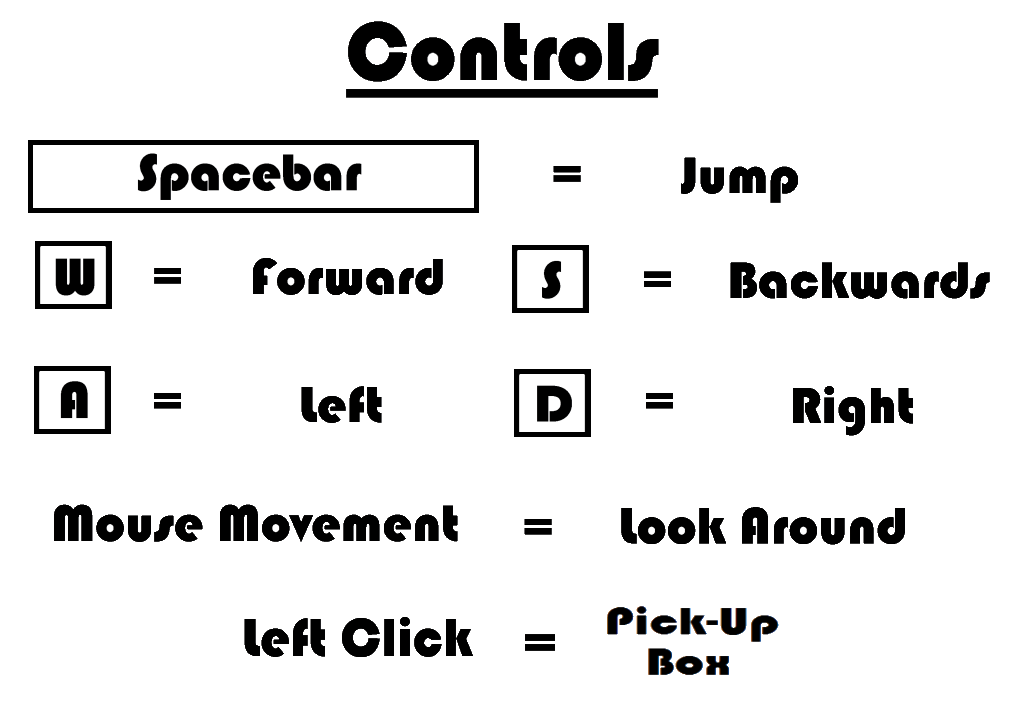 Controls
Spacebar = Jump
W = Forward S = Backwards
A = Left D = Right
Mouse Movement = Look Around
Left Click = Pick-Up
Box